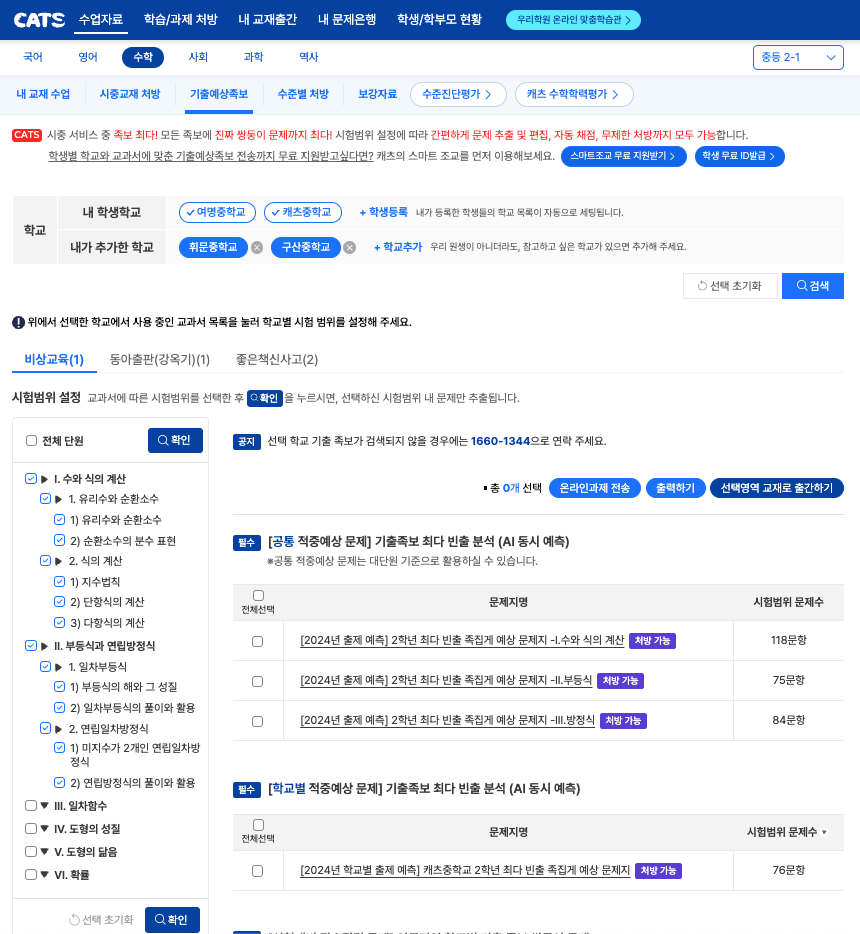 CATS 수업자료 학습/과제 처방 내 교재출간 내 문제은행 학생/학부모 현황 우리학원 온라인 맞춤학습관 >
국어 영어 수학 사회 과학 역사 중등 2-1
내 교재 수업 시중교재 처방 기출예상족보 수준별 처방 보강자료 수준진단평가 > 캐츠 수학학력평가 >
CATS 시중 서비스 중 족보 최다! 모든 족보에 진짜 쌍둥이 문제까지 최다! 시험범위 설정에 따라 간편하게 문제 추출 및 편집, 자동 채점, 무제한 처방까지 모두 가능합니다.
학생별 학교와 교과서에 맞춘 기출예상족보 전송까지 무료 지원받고싶다면? 캐츠의 스마트 조교를 먼저 이용해보세요. 스마트조교 무료 지원받기 > 학생 무료 ID발급 >
학교
내 학생학교 여명중학교 캐츠중학교 + 학생등록 내가 등록한 학생들의 학교 목록이 자동으로 세팅됩니다.
내가 추가한 학교 휘문중학교 구산중학교 + 학교추가 우리 원생이 아니더라도, 참고하고 싶은 학교가 있으면 추가해 주세요.
선택 초기화 검색
위에서 선택한 학교에서 사용 중인 교과서 목록을 눌러 학교별 시험 범위를 설정해 주세요.
비상교육(1) 동아출판(강옥기)(1) 좋은책신사고(2)
시험범위 설정 교과서에 따른 시험범위를 선택한 후 확인 을 누르시면, 선택하신 시험범위 내 문제만 추출됩니다.
전체 단원 확인
I. 수와 식의 계산
1. 유리수와 순환소수
1) 유리수와 순환소수
2) 순환소수의 분수 표현
2. 식의 계산
1) 지수법칙
2) 단항식의 계산
3) 다항식의 계산
II. 부등식과 연립방정식
1. 일차부등식
1) 부등식의 해와 그 성질
2) 일차부등식의 풀이와 활용
2. 연립일차방정식
1) 미지수가 2개인 연립일차방
정식
2) 연립방정식의 풀이와 활용
III. 일차함수
IV. 도형의 성질
V. 도형의 닮음
VI. 확률
선택 초기화 확인
공지 선택 학교 기출 족보가 검색되지 않을 경우에는 1660-1344으로 연락 주세요.
▪ 총 0개 선택 온라인과제 전송 출력하기 선택영역 교재로 출간하기
필수 [공통 적중예상 문제] 기출족보 최다 빈출 분석 (AI 동시 예측)
※공통 적중예상 문제는 대단원 기준으로 활용하실 수 있습니다.
전체선택 문제지명 시험범위 문제수
[2024년 출제 예측] 2학년 최다 빈출 족집게 예상 문제지 -I.수와 식의 계산 처방 가능 118문항
[2024년 출제 예측] 2학년 최다 빈출 족집게 예상 문제지 -II.부등식 처방 가능 75문항
[2024년 출제 예측] 2학년 최다 빈출 족집게 예상 문제지 -III.방정식 처방 가능 84문항
필수 [학교별 적중예상 문제] 기출족보 최다 빈출 분석 (AI 동시 예측)
전체선택 문제지명 시험범위 문제수 ▾
[2024년 학교별 출제 예측] 캐츠중학교 2학년 최다 빈출 족집게 예상 문제지 처방 가능 76문항